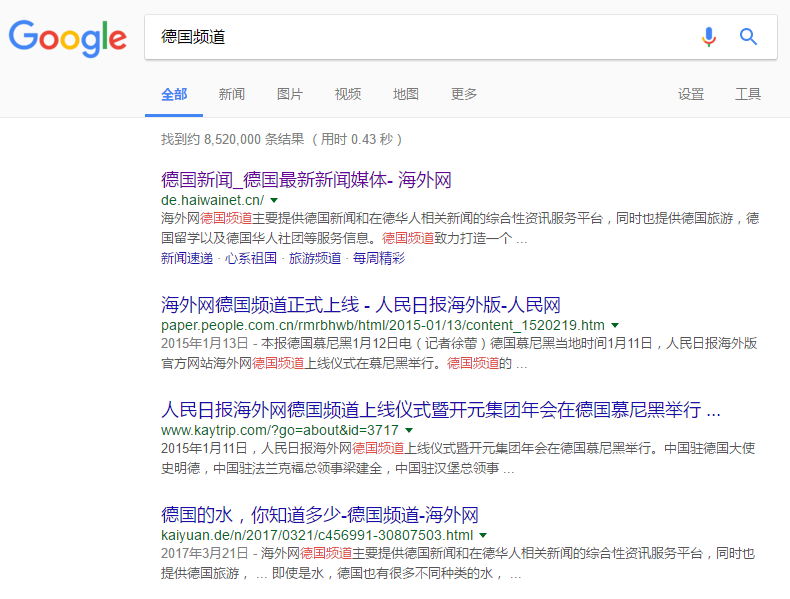 Google
德国频道
全部 新闻 图片 视频 地图 更多 设置 工具
找到约 8,520,000 条结果 （用时 0.43 秒）
德国新闻_德国最新新闻媒体- 海外网
de.haiwainet.cn/
海外网德国频道主要提供德国新闻和在德华人相关新闻的综合性资讯服务平台，同时也提供德国旅游，德
国留学以及德国华人社团等服务信息。德国频道致力打造一个 ...
新闻速递 · 心系祖国 · 旅游频道 · 每周精彩
海外网德国频道正式上线 - 人民日报海外版-人民网
paper.people.com.cn/rmrbhwb/html/2015-01/13/content_1520219.htm
2015年1月13日 - 本报德国慕尼黑1月12日电（记者徐蕾）德国慕尼黑当地时间1月11日，人民日报海外版
官方网站海外网德国频道上线仪式在慕尼黑举行。德国频道的 ...
人民日报海外网德国频道上线仪式暨开元集团年会在德国慕尼黑举行 ...
www.kaytrip.com/?go=about&id=3717
2015年1月11日，人民日报海外网德国频道上线仪式暨开元集团年会在德国慕尼黑举行。中国驻德国大使
史明德，中国驻法兰克福总领事梁建全，中国驻汉堡总领事 ...
德国的水，你知道多少-德国频道-海外网
kaiyuan.de/n/2017/0321/c456991-30807503.html
2017年3月21日 - 海外网德国频道主要提供德国新闻和在德华人相关新闻的综合性资讯服务平台，同时也
提供德国旅游， ... 即使是水，德国也有很多不同种类的水， ...